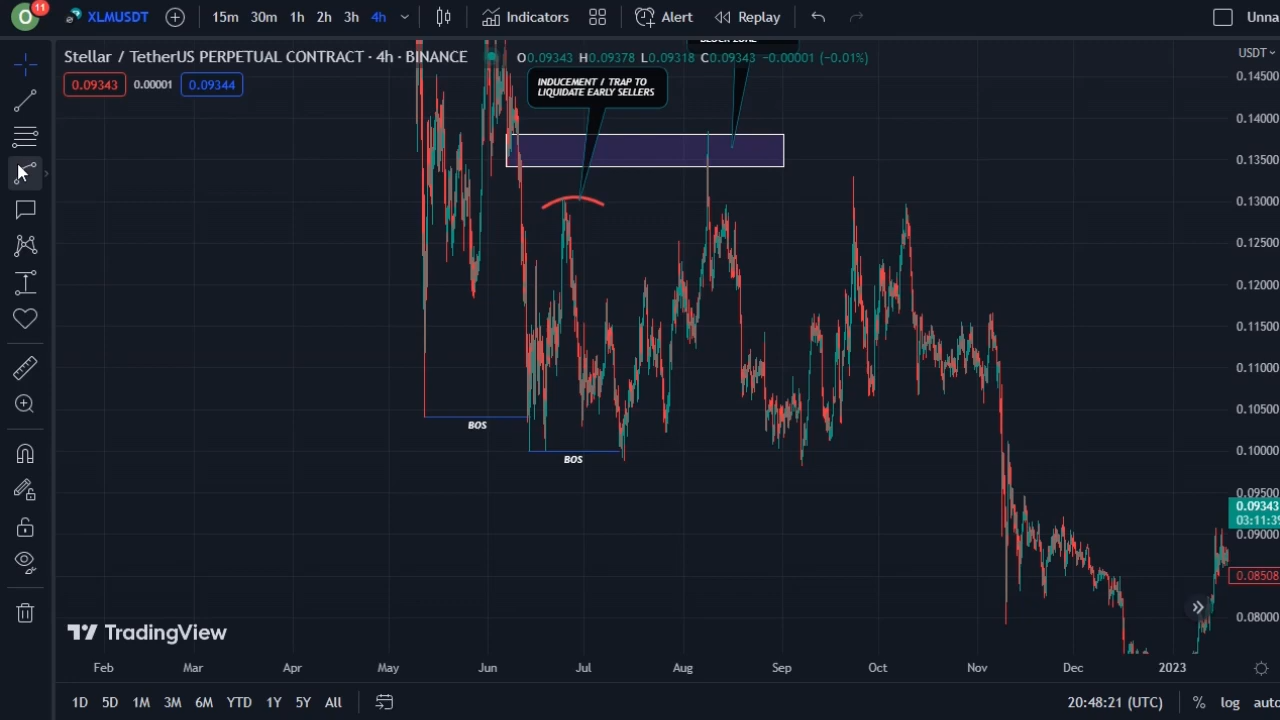 11
XLMUSDT
15m 30m 1h 2h 3h 4h
Indicators
Alert
Replay
Unna
Stellar / TetherUS PERPETUAL CONTRACT · 4h · BINANCE
O0.09343 H0.09378 L0.09318 C0.09343 −0.00001 (−0.01%)
0.09343 0.00001 0.09344
BLOCK ZONE
INDUCEMENT / TRAP TO
LIQUIDATE EARLY SELLERS
BOS
BOS
USDT
0.14500
0.14000
0.13500
0.13000
0.12500
0.12000
0.11500
0.11000
0.10500
0.10000
0.09500
0.09343
03:11:39
0.09000
0.08508
0.08000
TradingView
Feb Mar Apr May Jun Jul Aug Sep Oct Nov Dec 2023
1D 5D 1M 3M 6M YTD 1Y 5Y All
20:48:21 (UTC)
% log auto